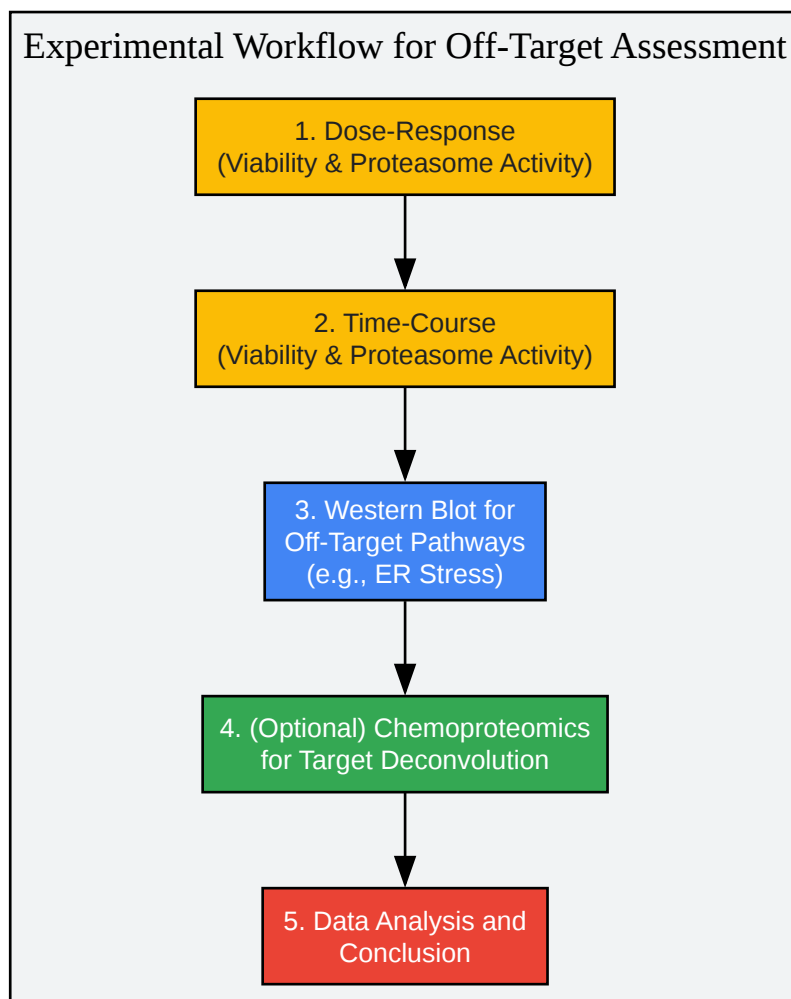 Experimental Workflow for Off-Target Assessment
1. Dose-Response
(Viability & Proteasome Activity)
2. Time-Course
(Viability & Proteasome Activity)
3. Western Blot for
Off-Target Pathways
(e.g., ER Stress)
4. (Optional) Chemoproteomics
for Target Deconvolution
5. Data Analysis and
Conclusion